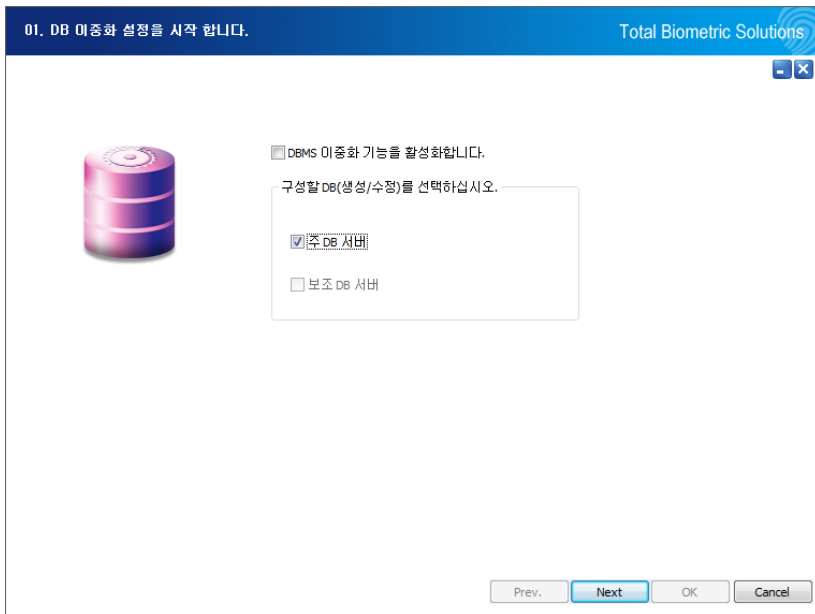 01. DB 이중화 설정을 시작 합니다.
Total Biometric Solutions
DBMS 이중화 기능을 활성화합니다.
구성할 DB(생성/수정)를 선택하십시오.
주 DB 서버
보조 DB 서버
Prev. Next OK Cancel